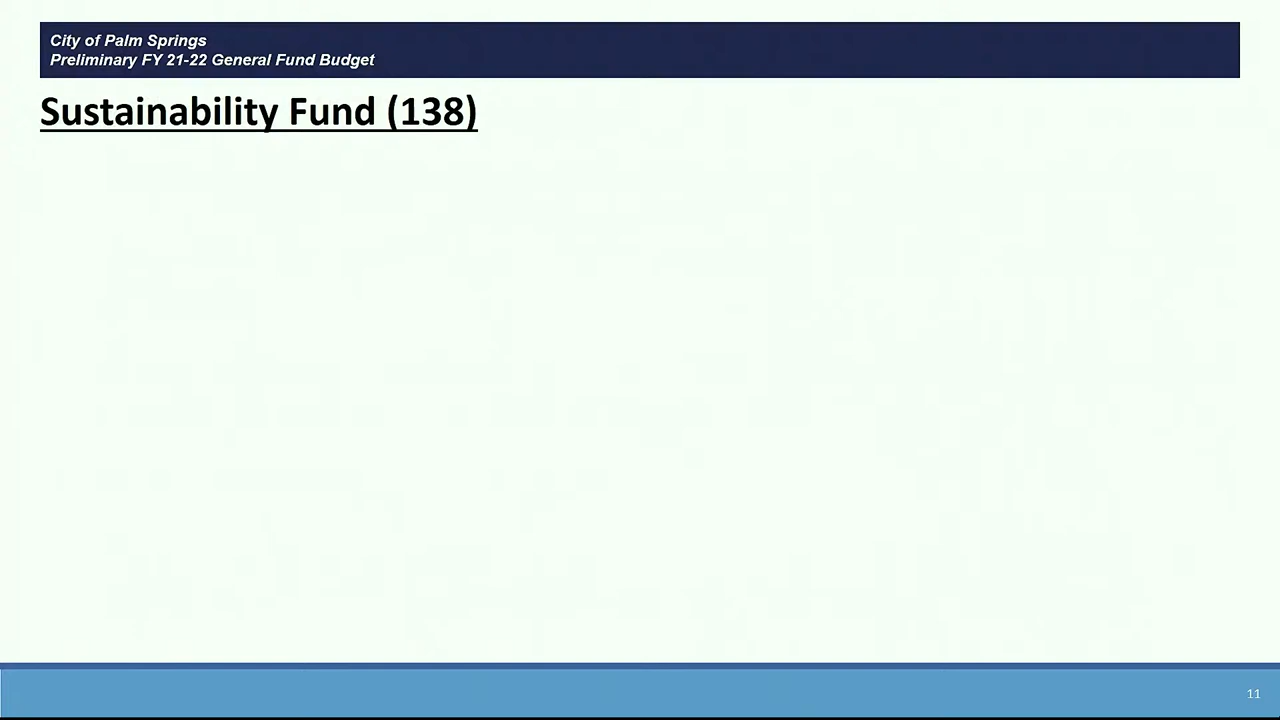 City of Palm Springs
Preliminary FY 21-22 General Fund Budget
Sustainability Fund (138)
11